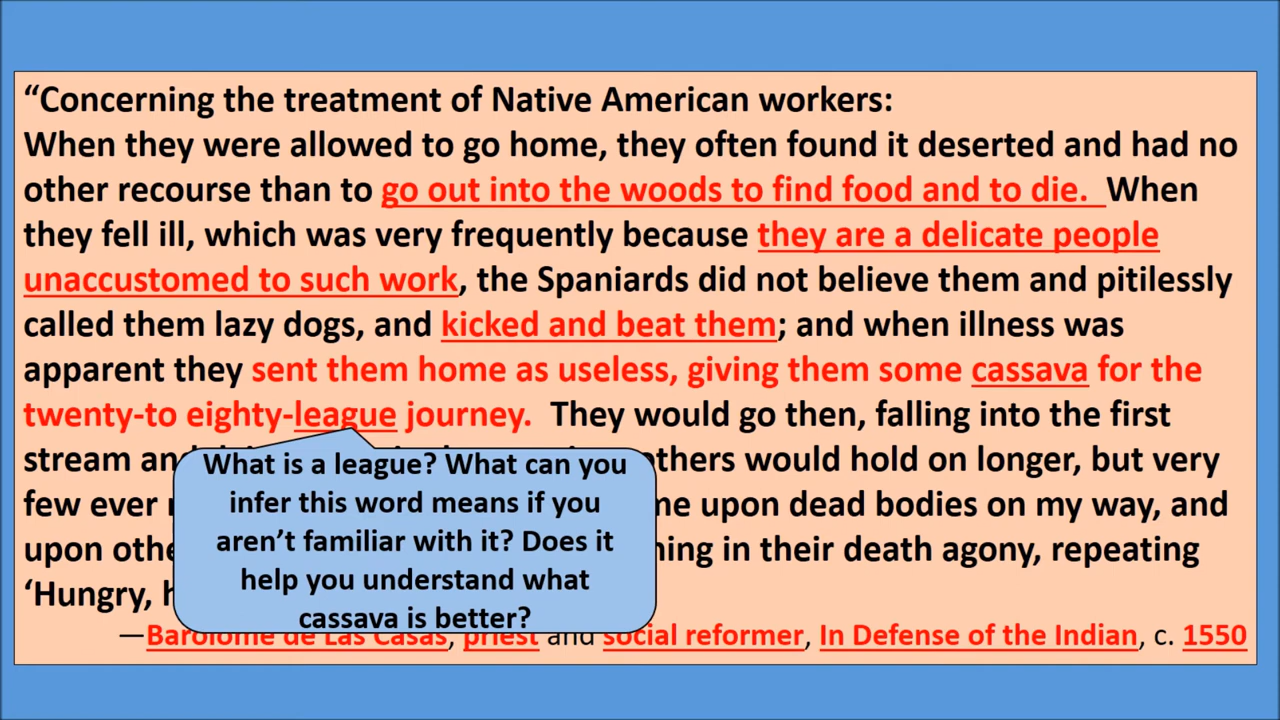 “Concerning the treatment of Native American workers:
When they were allowed to go home, they often found it deserted and had no
other recourse than to go out into the woods to find food and to die. When
they fell ill, which was very frequently because they are a delicate people
unaccustomed to such work, the Spaniards did not believe them and pitilessly
called them lazy dogs, and kicked and beat them; and when illness was
apparent they sent them home as useless, giving them some cassava for the
twenty-to eighty-league journey. They would go then, falling into the first
stream and others would hold on longer, but very
few ever upon dead bodies on my way, and
upon in their death agony, repeating
‘Hungry,
What is a league? What can you
infer this word means if you
aren’t familiar with it? Does it
help you understand what
cassava is better?
—Barolome de Las Casas, priest and social reformer, In Defense of the Indian, c. 1550